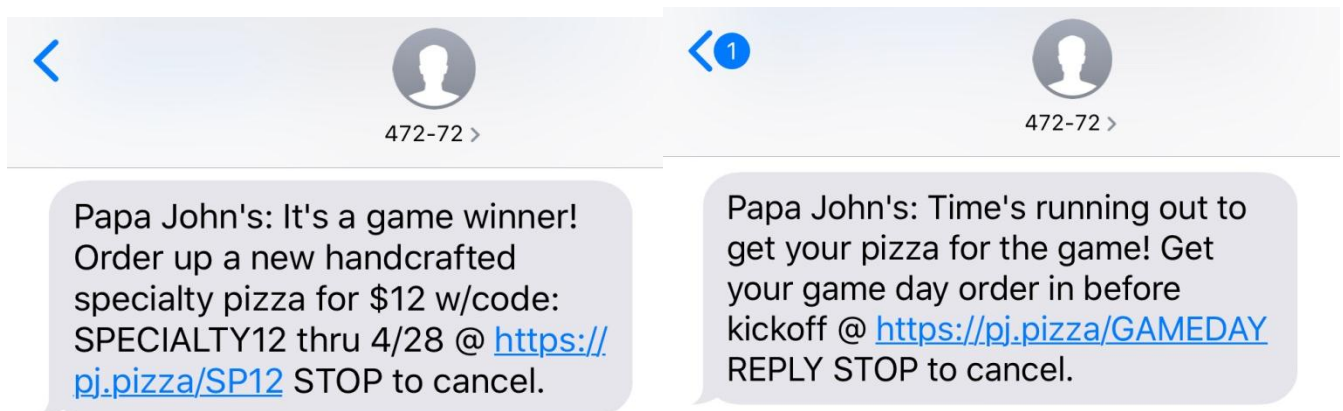 472-72 >
Papa John's: It's a game winner!
Order up a new handcrafted
specialty pizza for $12 w/code:
SPECIALTY12 thru 4/28 @ https://
pj.pizza/SP12 STOP to cancel.
1
472-72 >
Papa John's: Time's running out to
get your pizza for the game! Get
your game day order in before
kickoff @ https://pj.pizza/GAMEDAY
REPLY STOP to cancel.